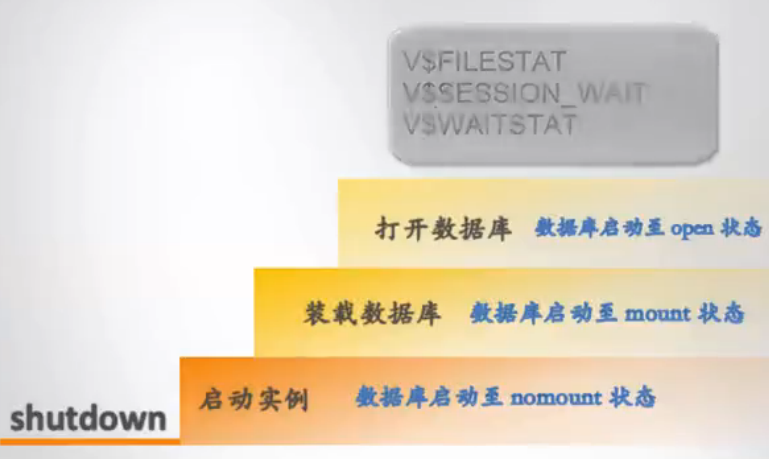 V$FILESTAT
V$SESSION_WAIT
V$WAITSTAT
打开数据库 数据库启动至 open 状态
装载数据库 数据库启动至 mount 状态
启动实例 数据库启动至 nomount 状态
shutdown